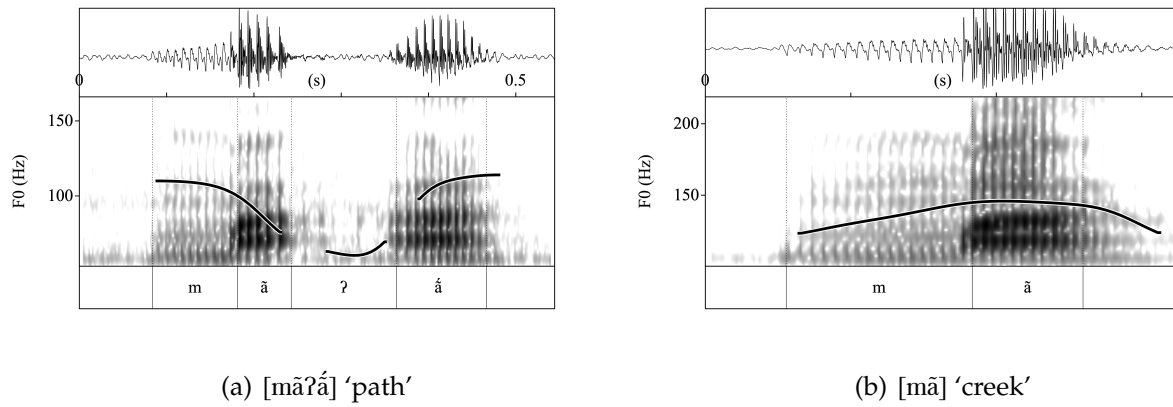 0 (s) 0.5
150
100
F0 (Hz)
m ã ʔ ã́
(a) [mãʔã́] ‘path’
0 (s)
200
150
F0 (Hz)
m ã
(b) [mã] ‘creek’